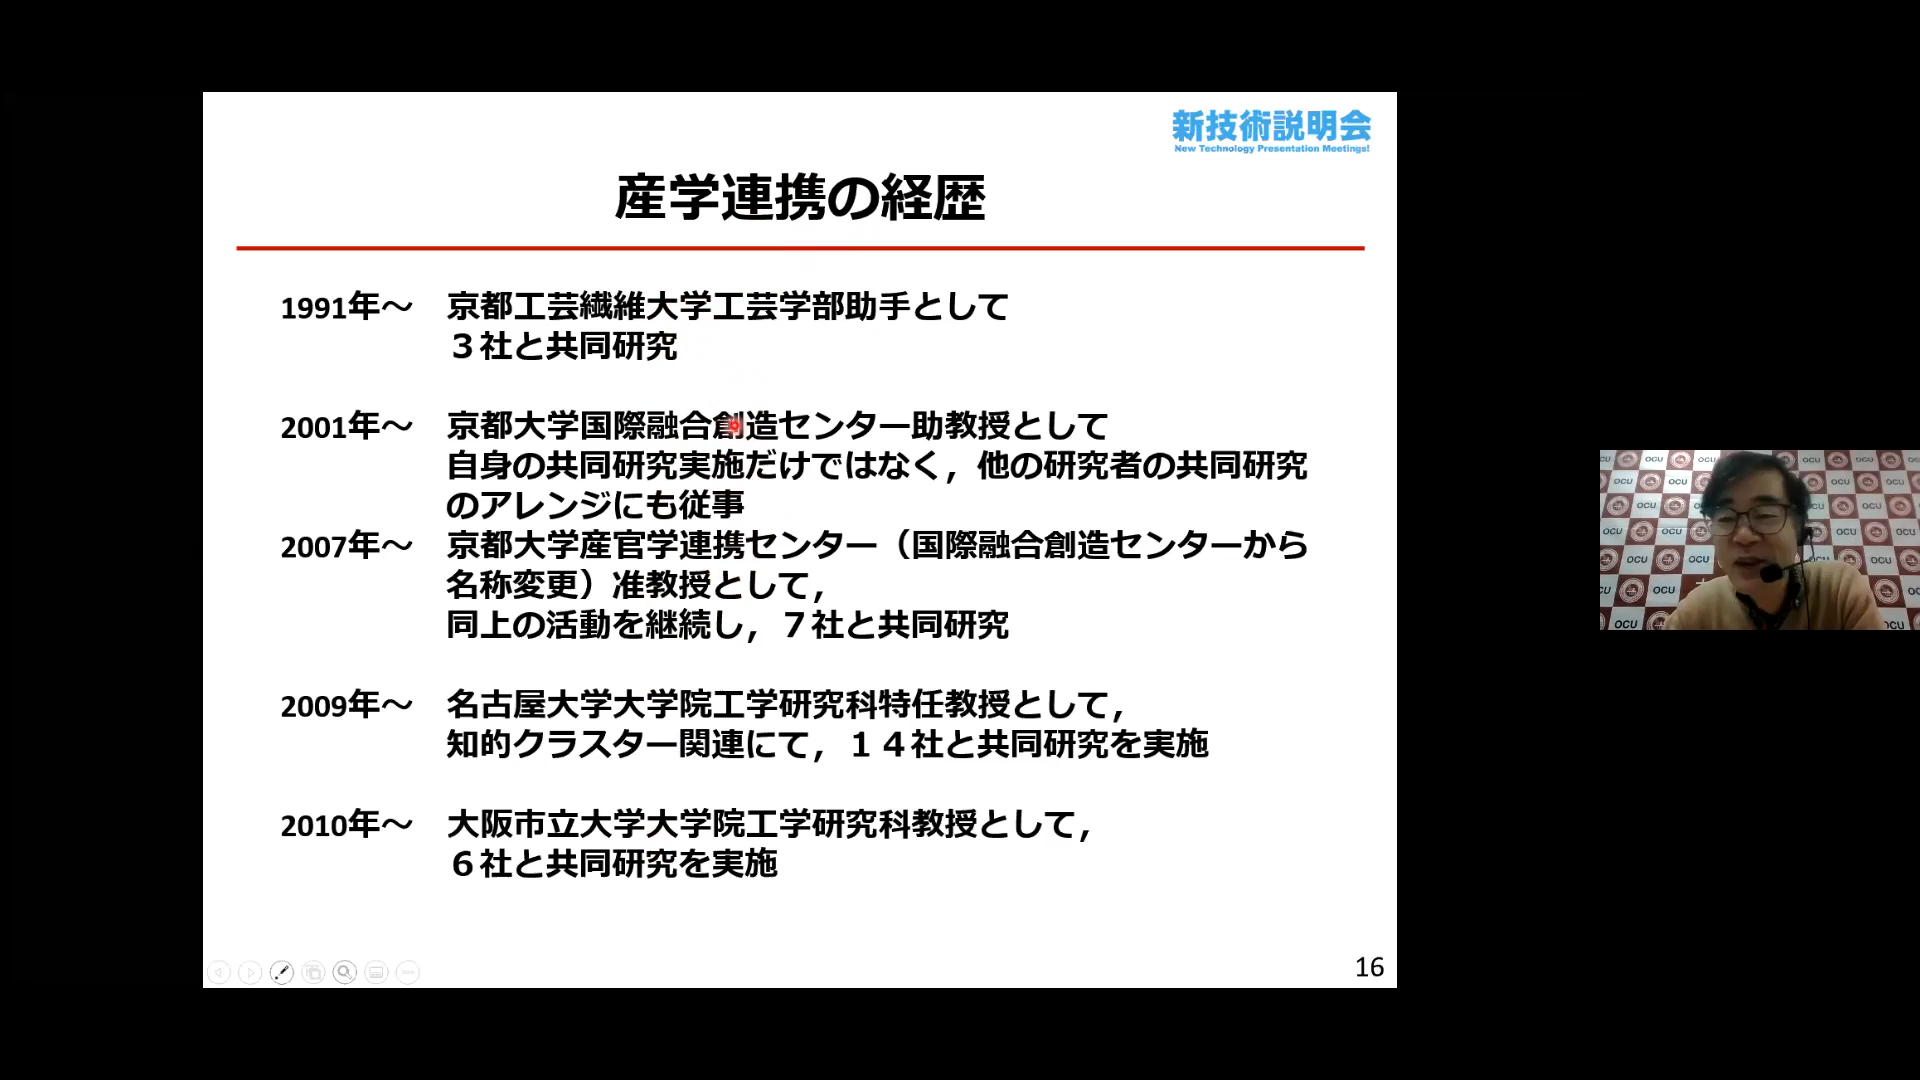 新技術説明会
New Technology Presentation Meetings!
産学連携の経歴
1991年～ 京都工芸繊維大学工芸学部助手として
３社と共同研究
2001年～ 京都大学国際融合創造センター助教授として
自身の共同研究実施だけではなく，他の研究者の共同研究
のアレンジにも従事
2007年～ 京都大学産官学連携センター（国際融合創造センターから
名称変更）准教授として，
同上の活動を継続し，７社と共同研究
2009年～ 名古屋大学大学院工学研究科特任教授として，
知的クラスター関連にて，１４社と共同研究を実施
2010年～ 大阪市立大学大学院工学研究科教授として，
６社と共同研究を実施
16
OCU